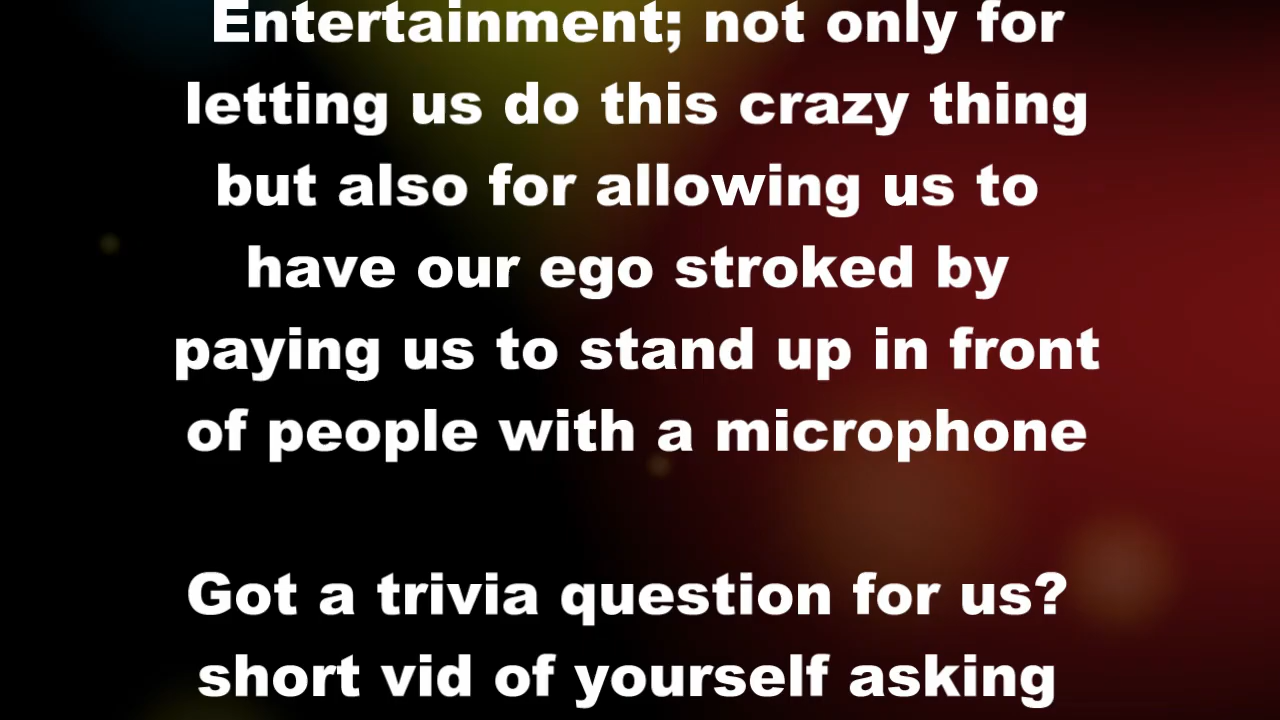 Entertainment; not only for
letting us do this crazy thing
but also for allowing us to
have our ego stroked by
paying us to stand up in front
of people with a microphone
Got a trivia question for us?
short vid of yourself asking